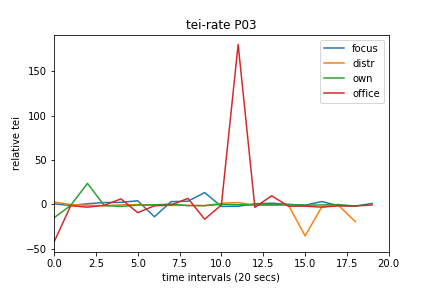 tei-rate P03
relative tei
150
100
50
0
−50
focus
distr
own
office
0.0 2.5 5.0 7.5 10.0 12.5 15.0 17.5 20.0
time intervals (20 secs)